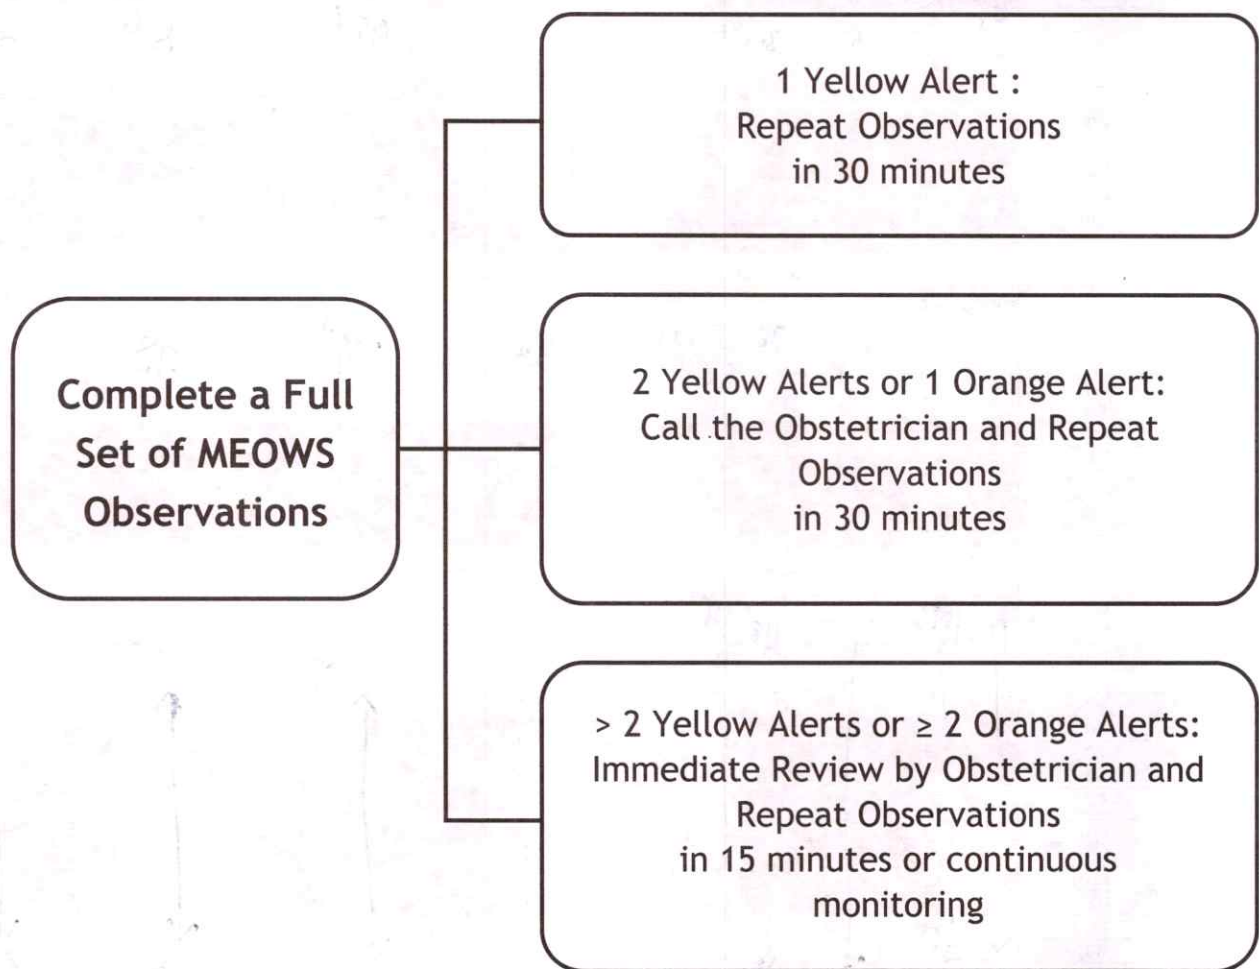 1 Yellow Alert :
Repeat Observations
in 30 minutes
Complete a Full
Set of MEOWS
Observations
2 Yellow Alerts or 1 Orange Alert:
Call the Obstetrician and Repeat
Observations
in 30 minutes
> 2 Yellow Alerts or ≥ 2 Orange Alerts:
Immediate Review by Obstetrician and
Repeat Observations
in 15 minutes or continuous
monitoring